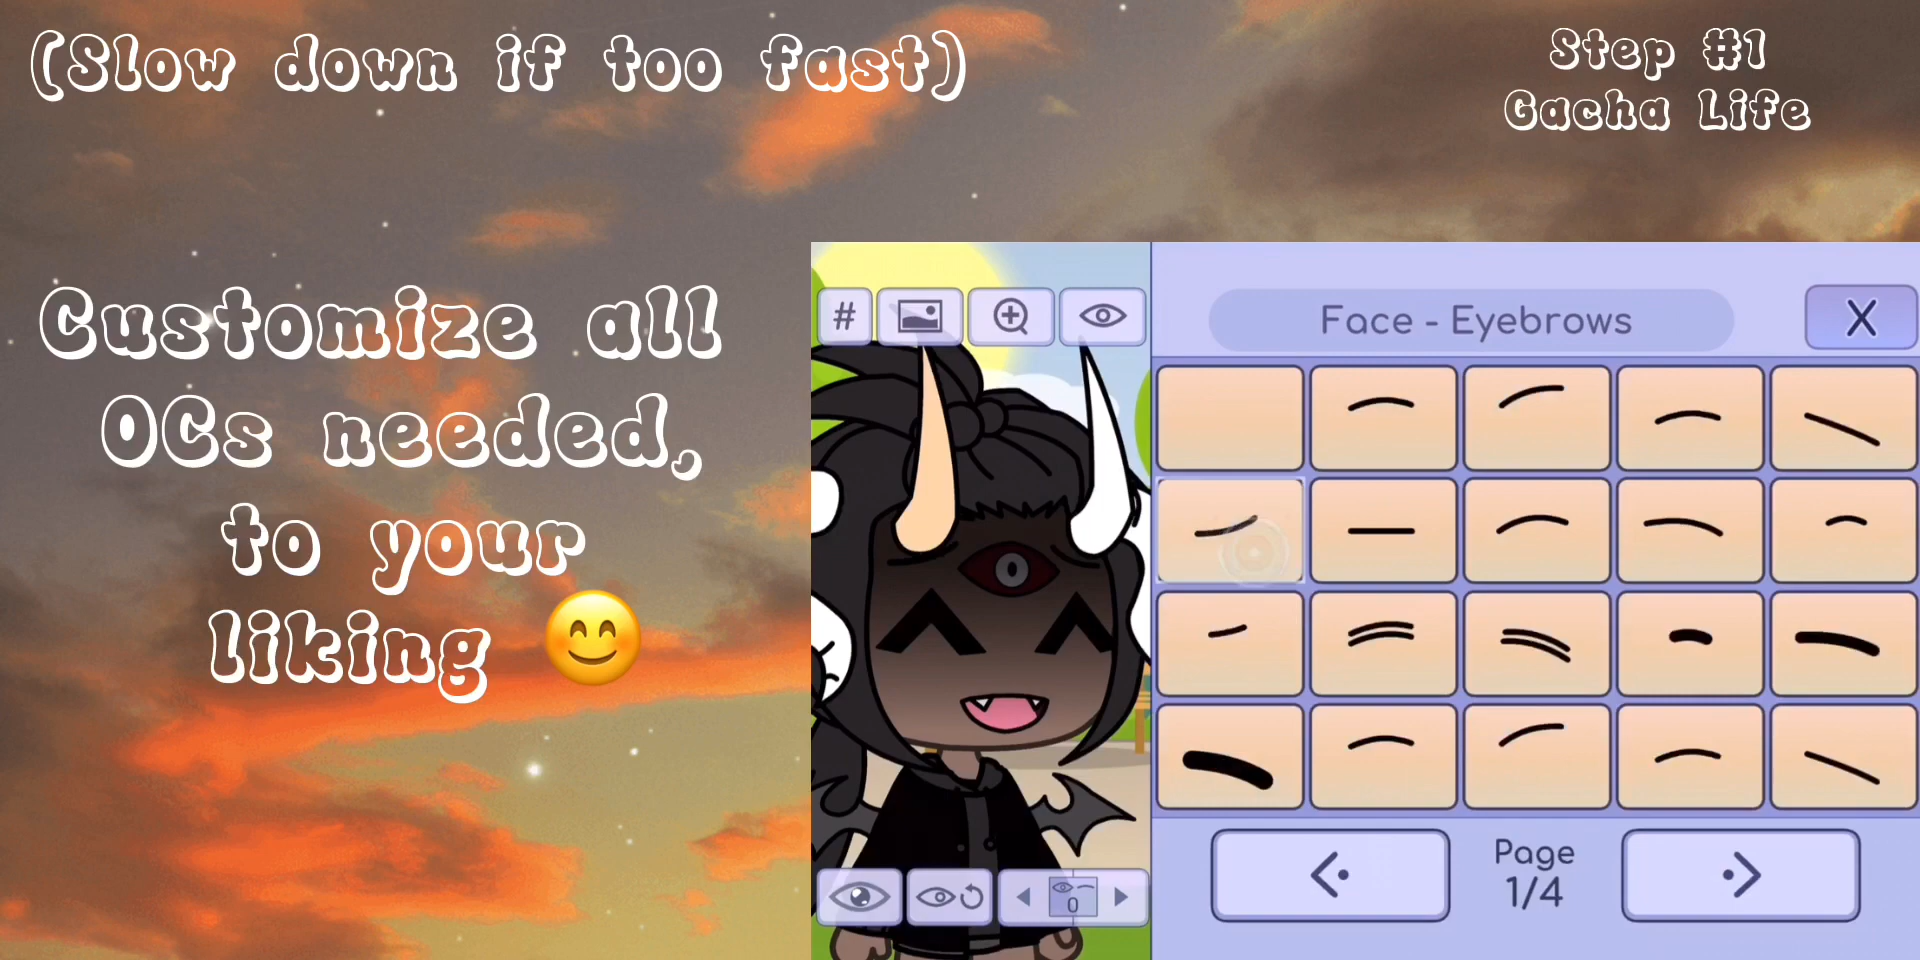 (Slow down if too fast)
Step #1
Gacha Life
Customize all
OCs needed,
to your
liking 😊
#
Face - Eyebrows
X
0
Page
1/4